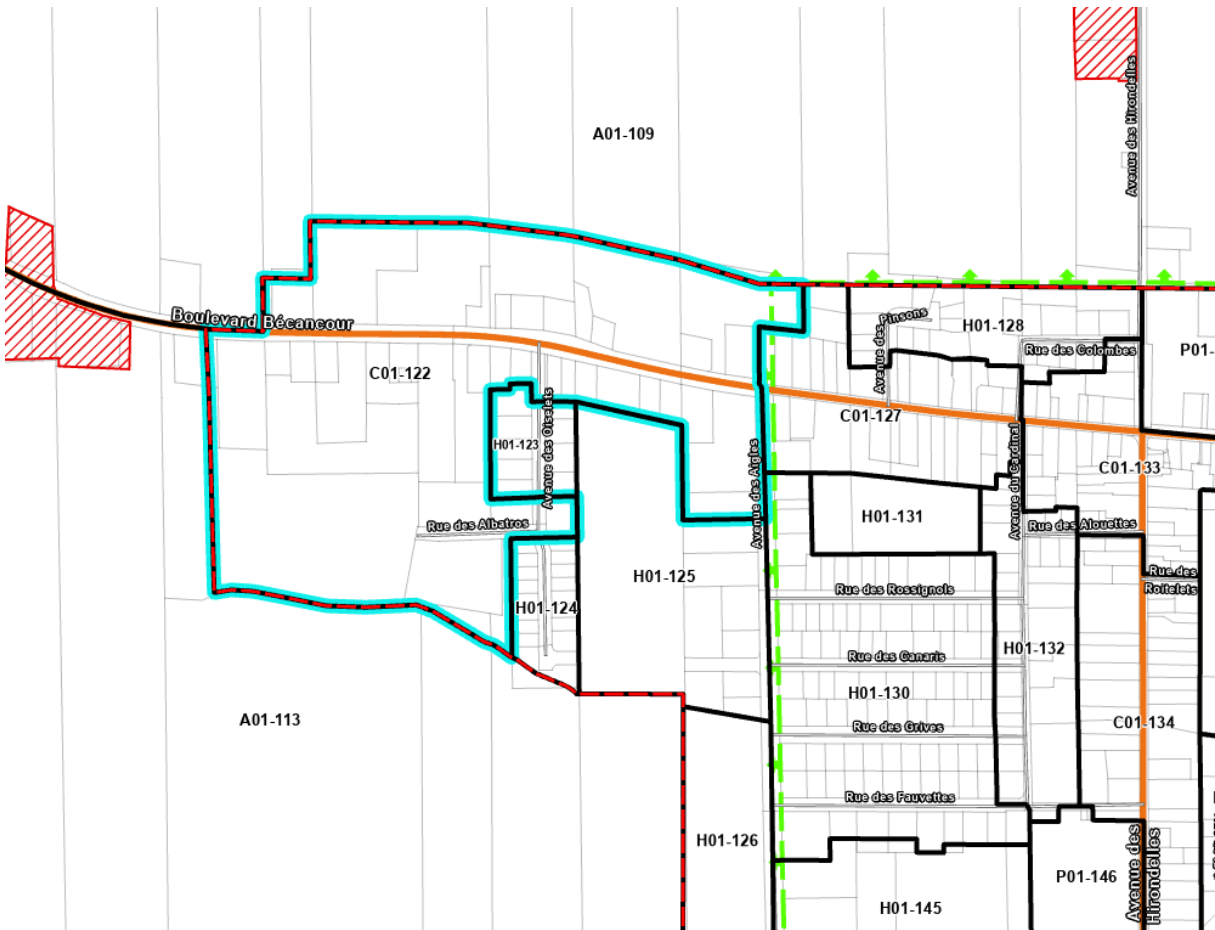 Avenue des Hirondelles
A01-109
Boulevard Bécancour
Avenue des Pinsons
H01-128
Rue des Colombes
P01-
C01-122
H01-123
Avenue des Oiselets
C01-127
Avenue des Aigles
Avenue du Cardinal
C01-133
H01-131
Rue des Albatros
Rue des Alouettes
H01-125
Rue des
Roitelets
Rue des Rossignols
H01-124
H01-132
Rue des Canaris
H01-130
A01-113
C01-134
Rue des Grives
Rue des Fauvettes
H01-126
Avenue des
Hirondelles
P01-146
H01-145